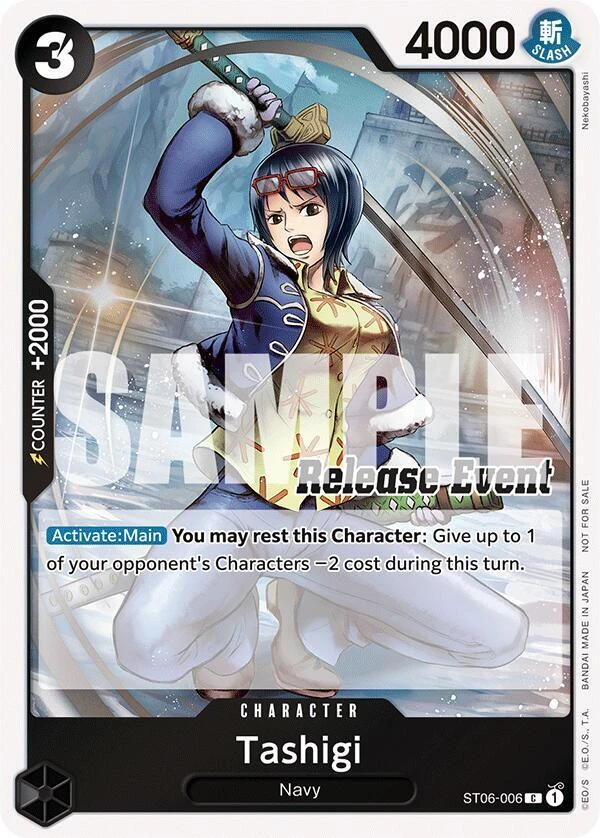 3
4000
斬
SLASH
Nekobayashi
COUNTER +2000
SAMPLE
Release Event
Activate:Main You may rest this Character: Give up to 1
of your opponent's Characters −2 cost during this turn.
CHARACTER
Tashigi
Navy
ST06-006 C 1
©EO/S ©E.O./S., T.A. BANDAI MADE IN JAPAN NOT FOR SALE